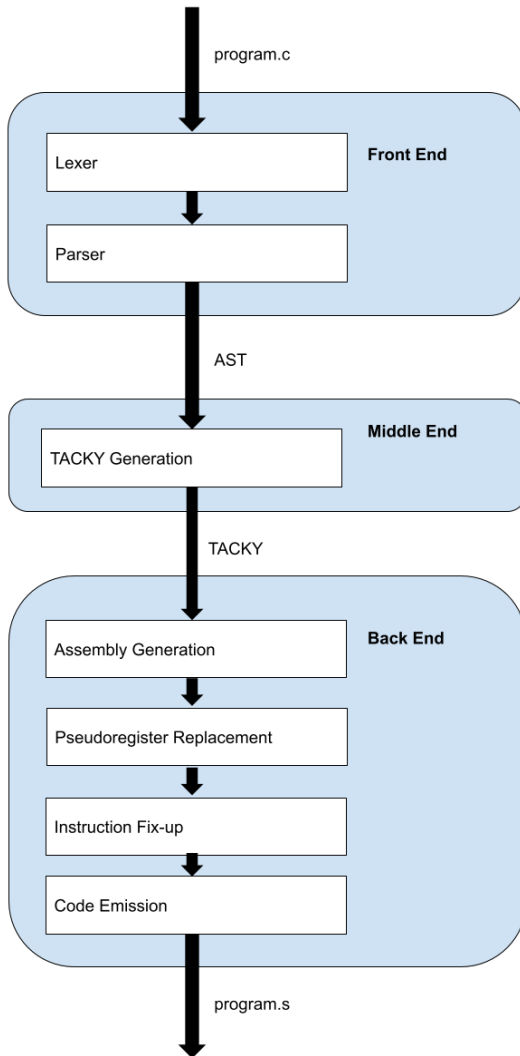 program.c
Front End
Lexer
Parser
AST
Middle End
TACKY Generation
TACKY
Back End
Assembly Generation
Pseudoregister Replacement
Instruction Fix-up
Code Emission
program.s